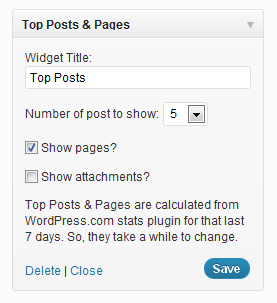 Top Posts & Pages
Widget Title:
Top Posts
Number of post to show: 5
Show pages?
Show attachments?
Top Posts & Pages are calculated from
WordPress.com stats plugin for that last
7 days. So, they take a while to change.
Delete | Close Save